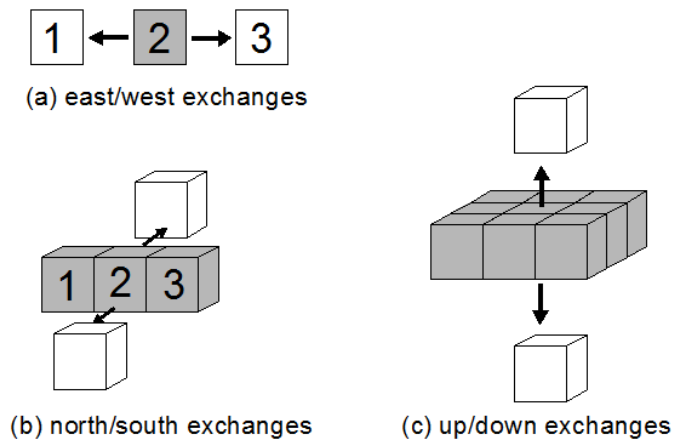 1 2 3
(a) east/west exchanges
1 2 3
(b) north/south exchanges
(c) up/down exchanges